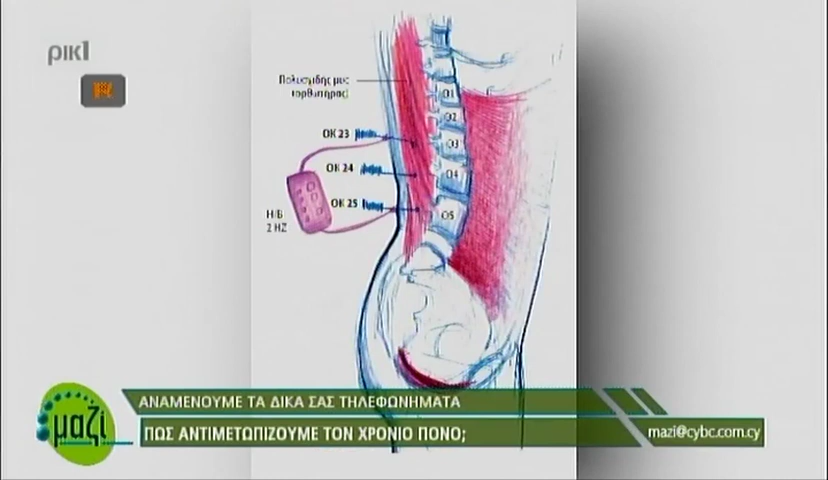 ρικ1
Πολυσχιδής μυς
(ορθωτήρας)
Ο1
Ο2
ΟΚ 23
Ο3
ΟΚ 24
Ο4
ΟΚ 25
Ο5
Η/Β
2 HZ
ΑΝΑΜΕΝΟΥΜΕ ΤΑ ΔΙΚΑ ΣΑΣ ΤΗΛΕΦΩΝΗΜΑΤΑ
μαζί
ΠΩΣ ΑΝΤΙΜΕΤΩΠΙΖΟΥΜΕ ΤΟΝ ΧΡΟΝΙΟ ΠΟΝΟ;
mazi@cybc.com.cy